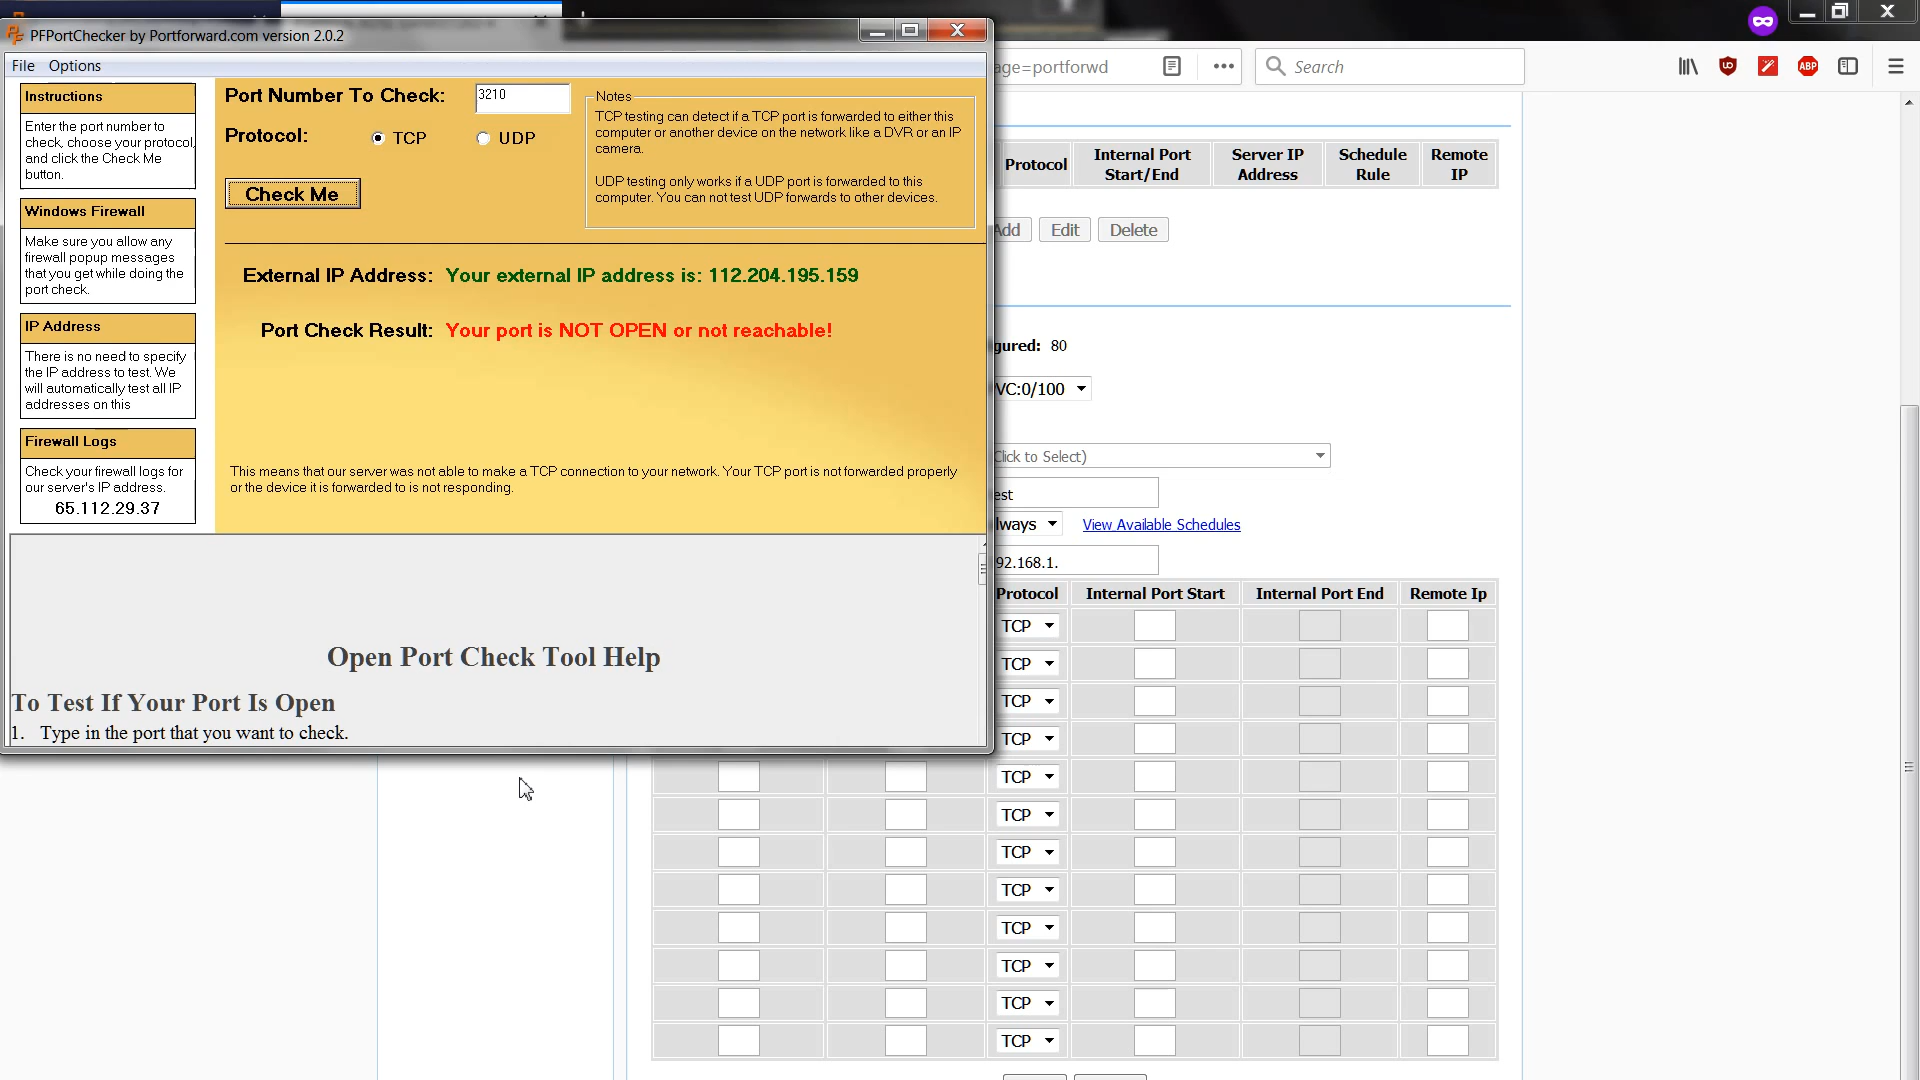 PFPortChecker by Portforward.com version 2.0.2
File Options
Instructions
Enter the port number to
check, choose your protocol,
and click the Check Me
button.
Windows Firewall
Make sure you allow any
firewall popup messages
that you get while doing the
port check.
IP Address
There is no need to specify
the IP address to test. We
will automatically test all IP
addresses on this
Firewall Logs
Check your firewall logs for
our server's IP address.
65.112.29.37
Port Number To Check: 3210
Protocol: TCP UDP
Check Me
Notes
TCP testing can detect if a TCP port is forwarded to either this
computer or another device on the network like a DVR or an IP
camera.
UDP testing only works if a UDP port is forwarded to this
computer. You can not test UDP forwards to other devices.
External IP Address: Your external IP address is: 112.204.195.159
Port Check Result: Your port is NOT OPEN or not reachable!
This means that our server was not able to make a TCP connection to your network. Your TCP port is not forwarded properly
or the device it is forwarded to is not responding.
Open Port Check Tool Help
To Test If Your Port Is Open
1. Type in the port that you want to check.
age=portforwd
Search
UO
ABP
Protocol
Internal Port
Start/End
Server IP
Address
Schedule
Rule
Remote
IP
Add Edit Delete
gured: 80
VC:0/100
Click to Select)
est
lways View Available Schedules
92.168.1.
Protocol Internal Port Start Internal Port End Remote Ip
TCP
TCP
TCP
TCP
TCP
TCP
TCP
TCP
TCP
TCP
TCP
TCP